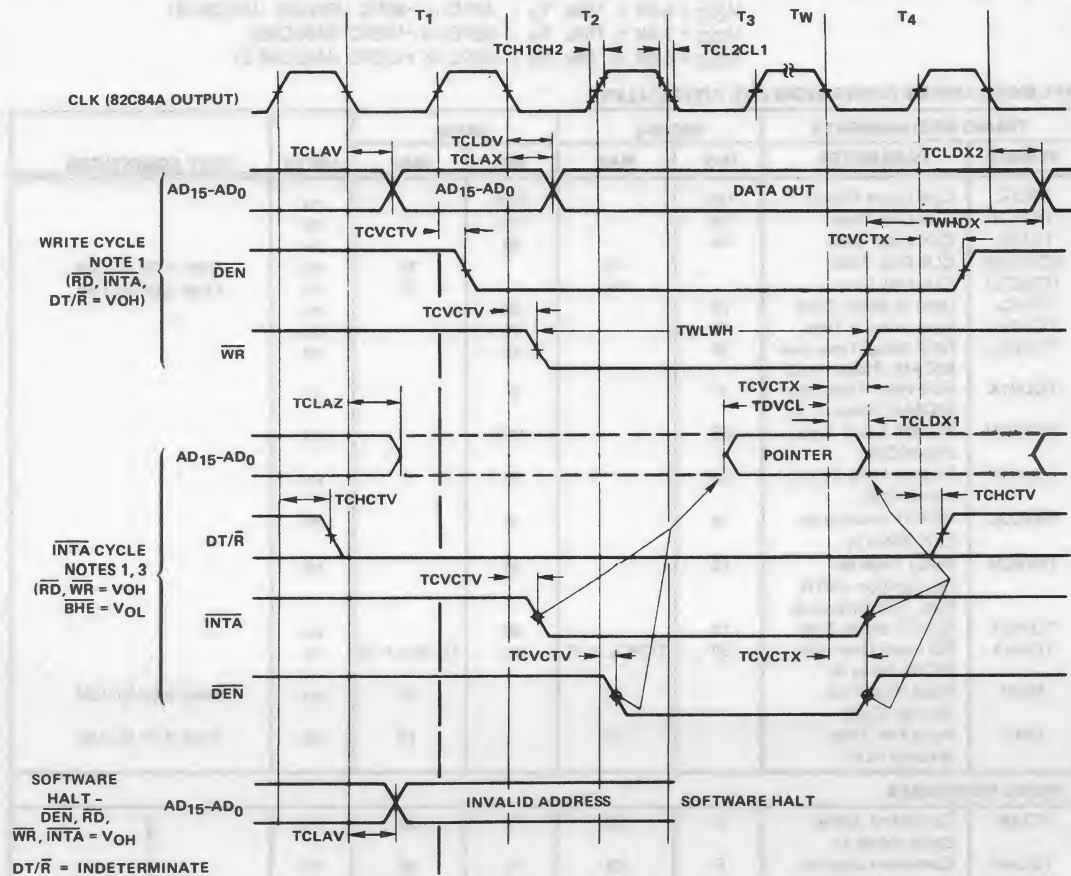 T1 T2 T3 TW T4
TCH1CH2 TCL2CL1
CLK (82C84A OUTPUT)
TCLAV TCLDV TCLDX2
TCLAX
AD15-AD0 AD15-AD0 DATA OUT
TWHDX
TCVCTV TCVCTX
WRITE CYCLE
NOTE 1
(RD, INTA,
DT/R = VOH)
DEN
TCVCTV TWLWH
WR
TCVCTX
TCLAZ TDVCL
TCLDX1
AD15-AD0 POINTER
TCHCTV TCHCTV
DT/R
INTA CYCLE
NOTES 1, 3
(RD, WR = VOH
BHE = VOL
TCVCTV
INTA
TCVCTV TCVCTX
DEN
SOFTWARE
HALT -
DEN, RD,
WR, INTA = VOH
AD15-AD0 INVALID ADDRESS SOFTWARE HALT
TCLAV
DT/R = INDETERMINATE